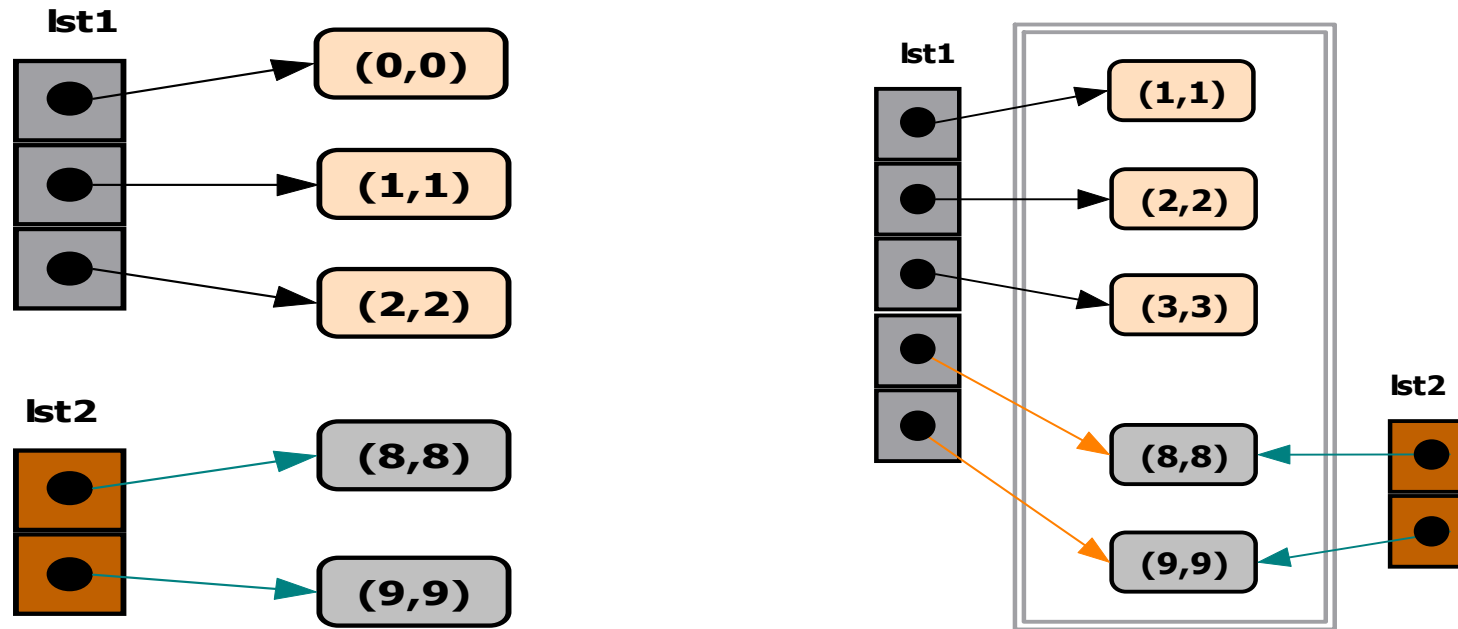 lst1
(0,0)
(1,1)
(2,2)
lst2
(8,8)
(9,9)
lst1
(1,1)
(2,2)
(3,3)
(8,8)
(9,9)
lst2